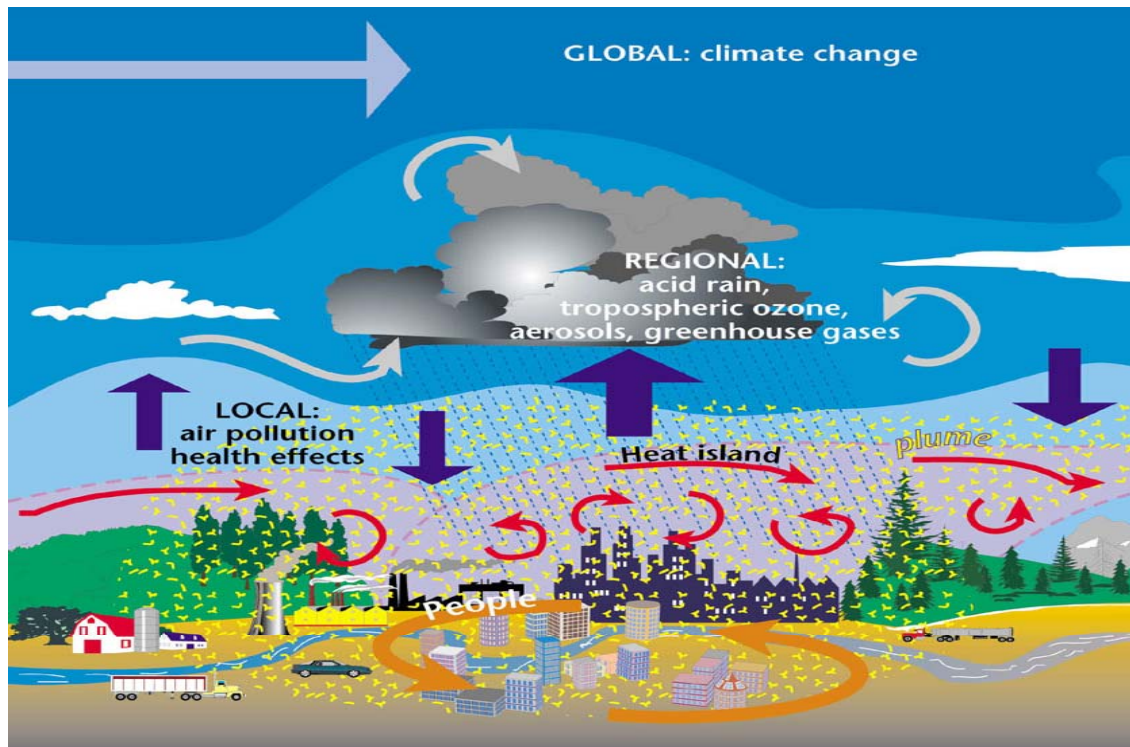 GLOBAL: climate change
REGIONAL:
acid rain,
tropospheric ozone,
aerosols, greenhouse gases
LOCAL:
air pollution
health effects
Heat island
plume
People